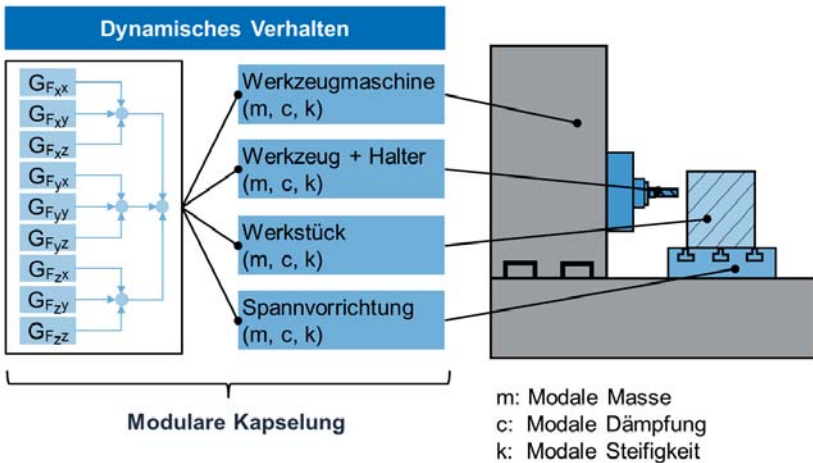 Dynamisches Verhalten
GFxx
GFxy
GFxz
GFyx
GFyy
GFyz
GFzx
GFzy
GFzz
Werkzeugmaschine
(m, c, k)
Werkzeug + Halter
(m, c, k)
Werkstück
(m, c, k)
Spannvorrichtung
(m, c, k)
Modulare Kapselung
m: Modale Masse
c: Modale Dämpfung
k: Modale Steifigkeit